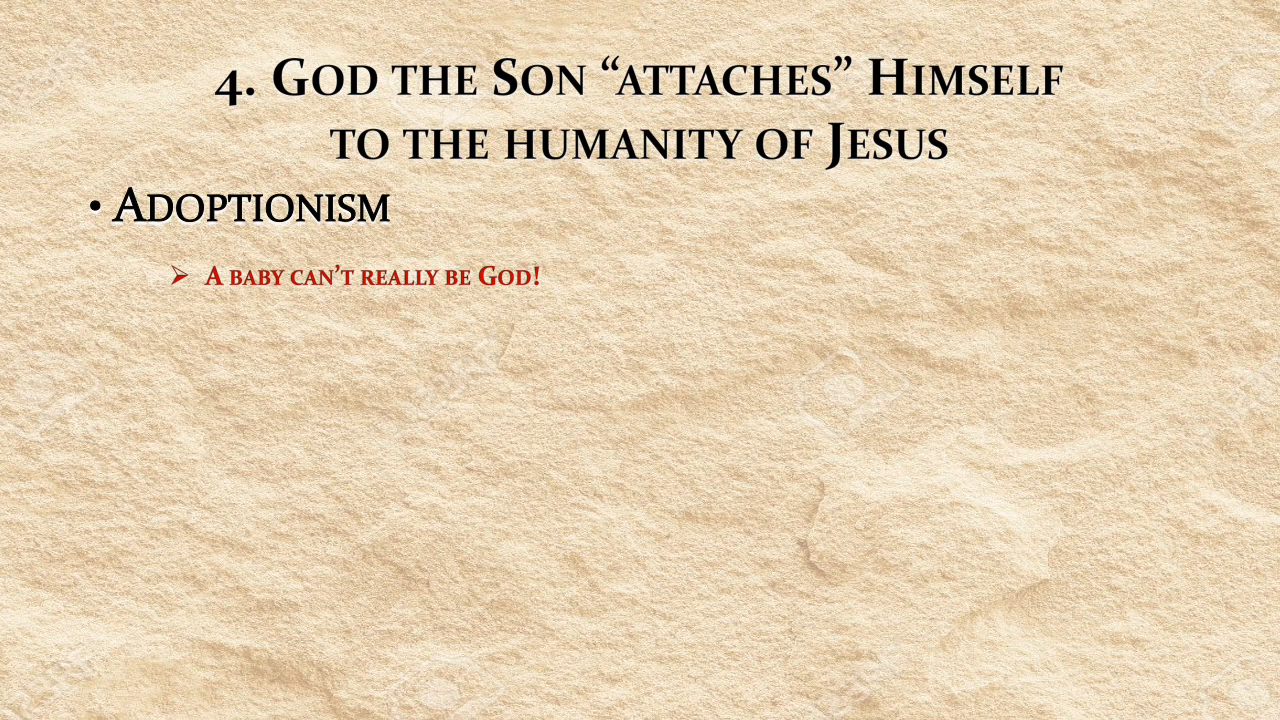 4. God the Son “attaches” Himself
to the humanity of Jesus
• Adoptionism
➢ A baby can’t really be God!